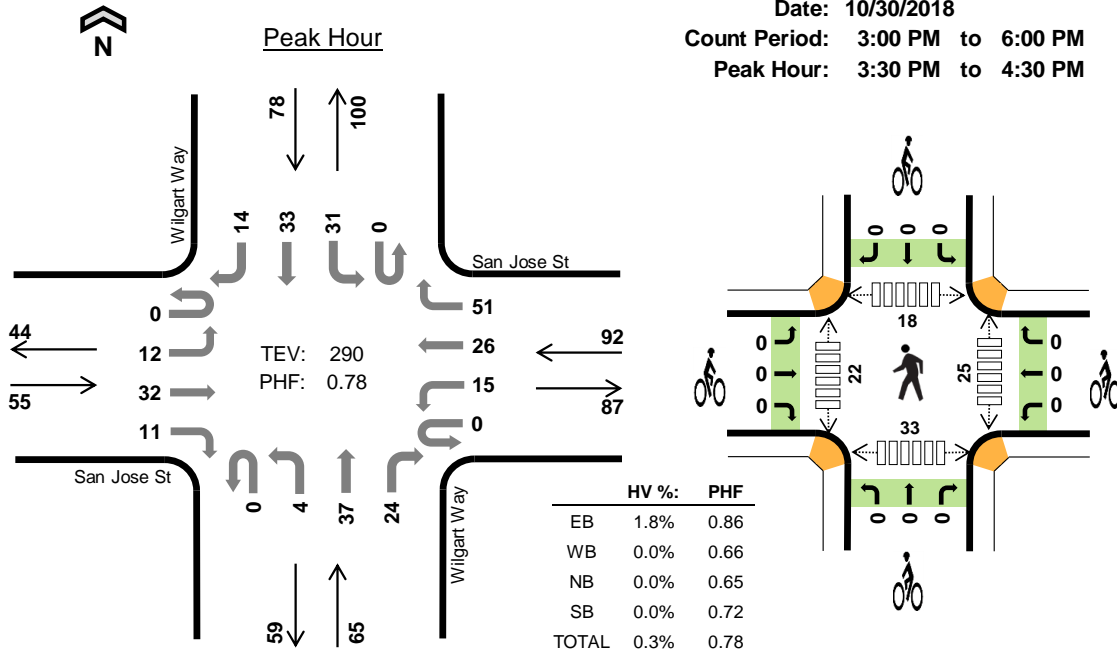 N
Peak Hour
Date: 10/30/2018
Count Period: 3:00 PM to 6:00 PM
Peak Hour: 3:30 PM to 4:30 PM
78
100
Wilgart Way
14
33
31
0
San Jose St
0
12
32
11
44
55
TEV: 290
PHF: 0.78
51
26
15
0
92
87
San Jose St
0
4
37
24
Wilgart Way
59
65
HV %: PHF
EB 1.8% 0.86
WB 0.0% 0.66
NB 0.0% 0.65
SB 0.0% 0.72
TOTAL 0.3% 0.78
0 0 0
18
0
0
0
22
25
0
0
0
33
0 0 0